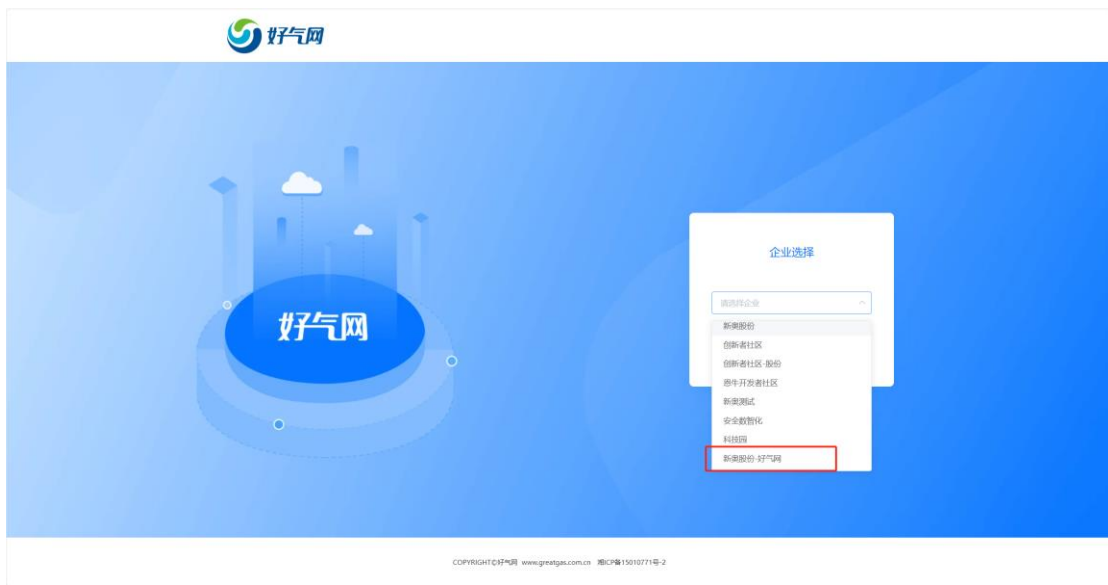 好气网
好气网
企业选择
请选择企业
新奥股份
创新者社区
创新者社区-股份
恩牛开发者社区
新奥测试
安全数智化
科技园
新奥股份-好气网
COPYRIGHT©好气网 www.greatgas.com.cn 湘ICP备15010771号-2